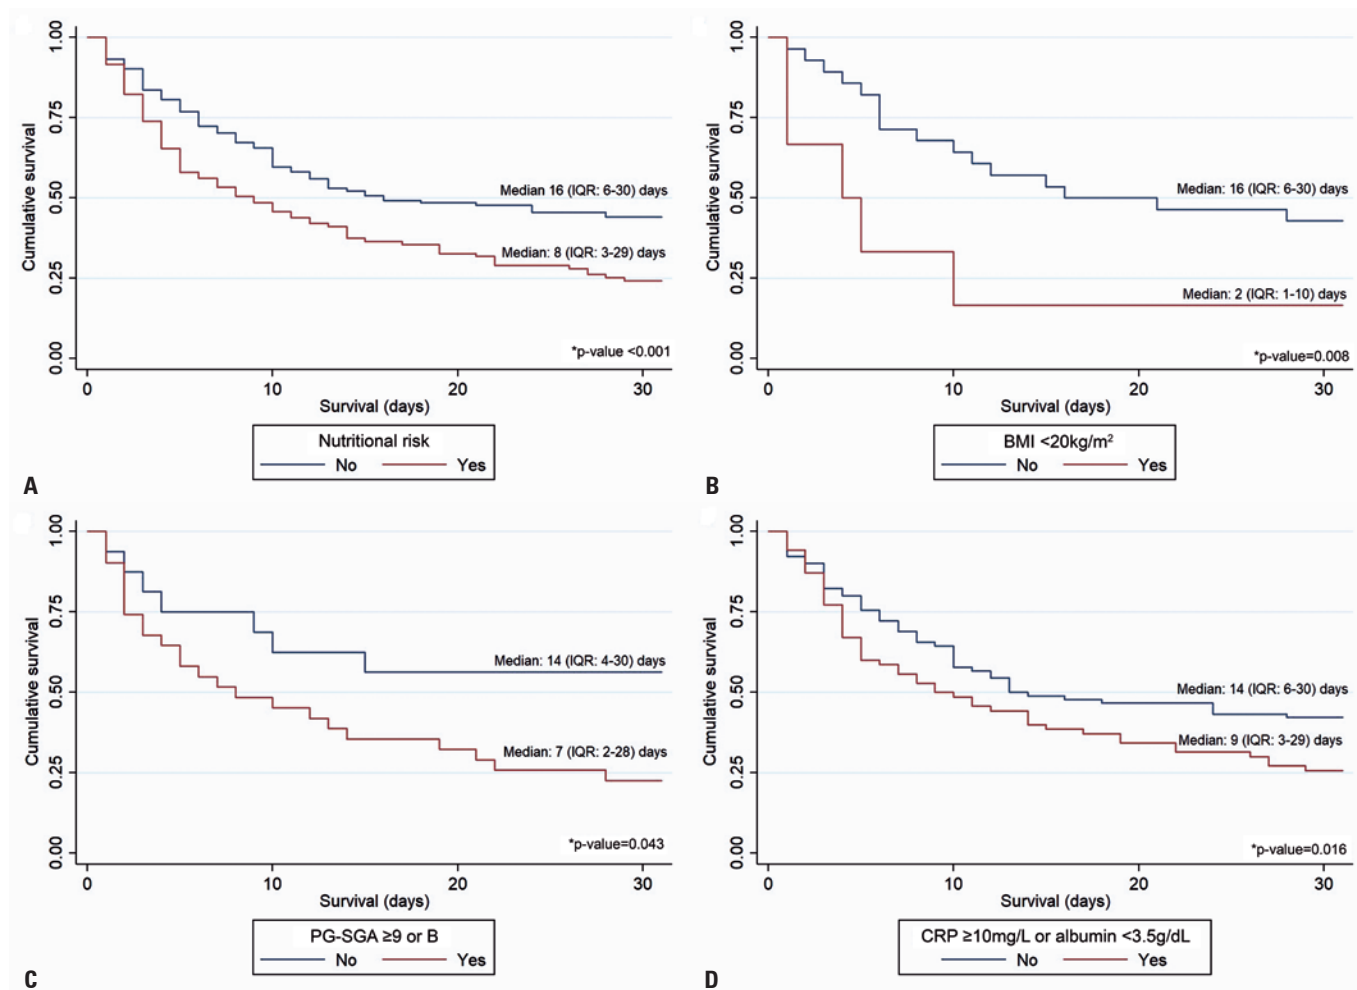 1.00
0.75
0.50
0.25
0.00
Cumulative survival
Median 16 (IQR: 6-30) days
Median: 8 (IQR: 3-29) days
*p-value <0.001
0 10 20 30
Survival (days)
Nutritional risk
No Yes
A
1.00
0.75
0.50
0.25
0.00
Cumulative survival
Median: 16 (IQR: 6-30) days
Median: 2 (IQR: 1-10) days
*p-value=0.008
0 10 20 30
Survival (days)
BMI <20kg/m²
No Yes
B
1.00
0.75
0.50
0.25
0.00
Cumulative survival
Median: 14 (IQR: 4-30) days
Median: 7 (IQR: 2-28) days
*p-value=0.043
0 10 20 30
Survival (days)
PG-SGA ≥9 or B
No Yes
C
1.00
0.75
0.50
0.25
0.00
Cumulative survival
Median: 14 (IQR: 6-30) days
Median: 9 (IQR: 3-29) days
*p-value=0.016
0 10 20 30
Survival (days)
CRP ≥10mg/L or albumin <3.5g/dL
No Yes
D